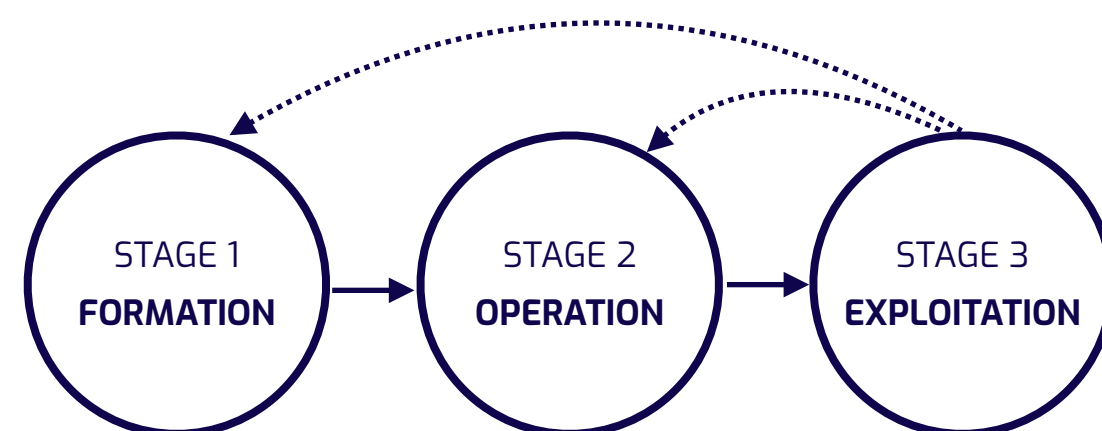 STAGE 1
FORMATION
STAGE 2
OPERATION
STAGE 3
EXPLOITATION